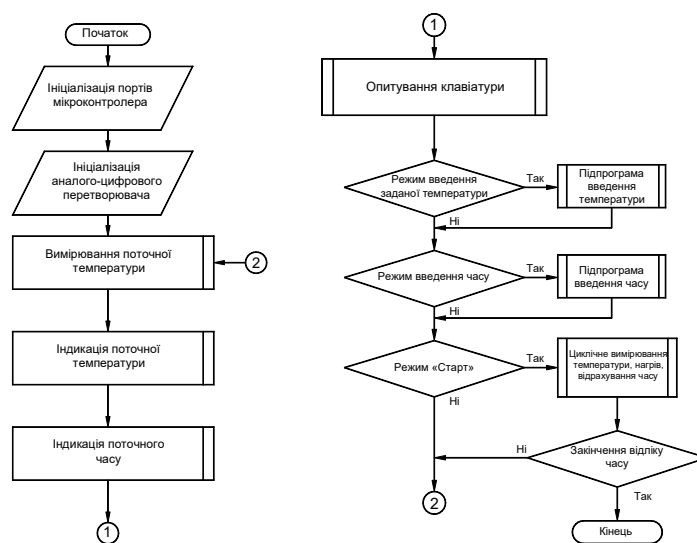 Початок
Ініціалізація портів
мікроконтролера
Ініціалізація
аналого-цифрового
перетворювача
Вимірювання поточної
температури
2
Індикація поточної
температури
Індикація поточного
часу
1
1
Опитування клавіатури
Режим введення
заданої температури
Так
Підпрограма
введення
температури
Ні
Режим введення часу
Так
Підпрограма
введення часу
Ні
Режим «Старт»
Так
Циклічне вимірювання
температури, нагрів,
відрахування часу
Ні
Закінчення відліку
часу
Ні
2
Так
Кінець